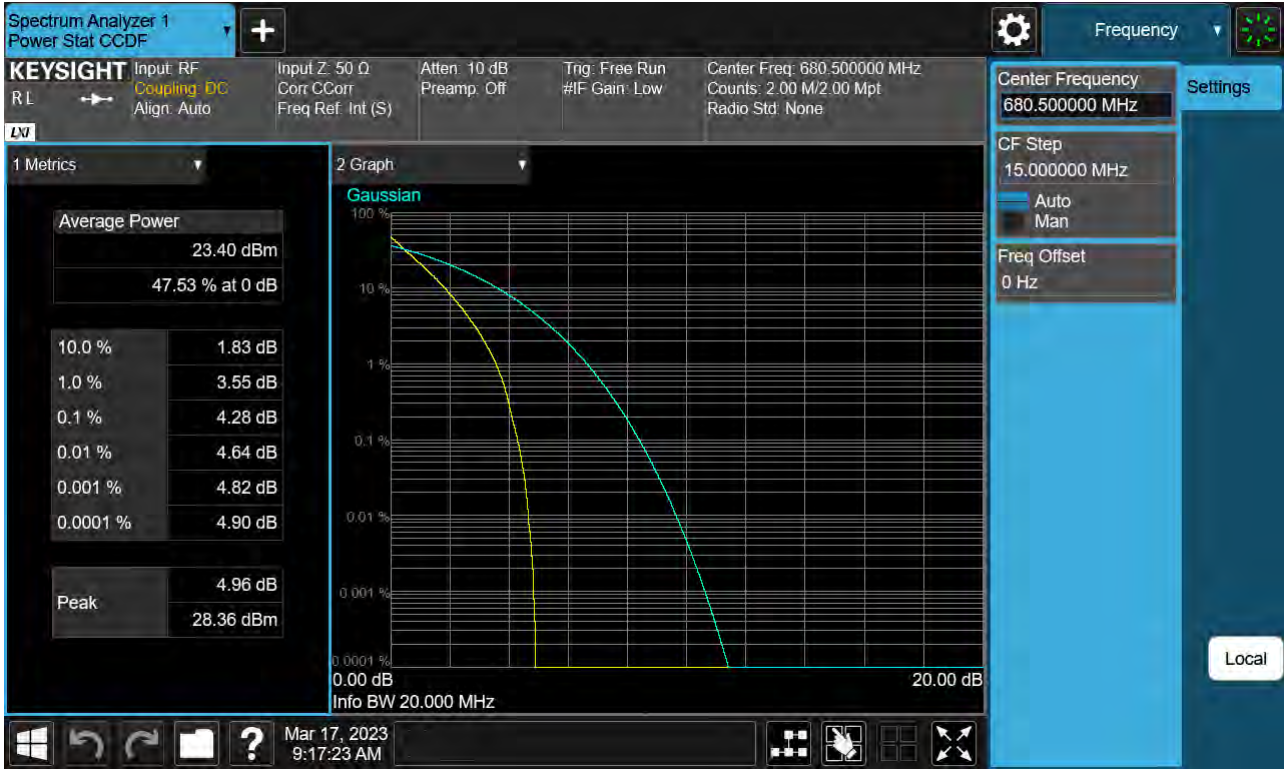 Spectrum Analyzer 1
Power Stat CCDF
Frequency
KEYSIGHT
R L
LXI
Input: RF
Coupling: DC
Align: Auto
Input Z: 50 Ω
Corr CCorr
Freq Ref: Int (S)
Atten: 10 dB
Preamp: Off
Trig: Free Run
#IF Gain: Low
Center Freq: 680.500000 MHz
Counts: 2.00 M/2.00 Mpt
Radio Std: None
Center Frequency
680.500000 MHz
Settings
CF Step
15.000000 MHz
Auto
Man
Freq Offset
0 Hz
1 Metrics
Average Power
23.40 dBm
47.53 % at 0 dB
10.0 % 1.83 dB
1.0 % 3.55 dB
0.1 % 4.28 dB
0.01 % 4.64 dB
0.001 % 4.82 dB
0.0001 % 4.90 dB
Peak
4.96 dB
28.36 dBm
2 Graph
Gaussian
100 %
10 %
1 %
0.1 %
0.01 %
0.001 %
0.0001 %
0.00 dB 20.00 dB
Info BW 20.000 MHz
Local
?
Mar 17, 2023
9:17:23 AM